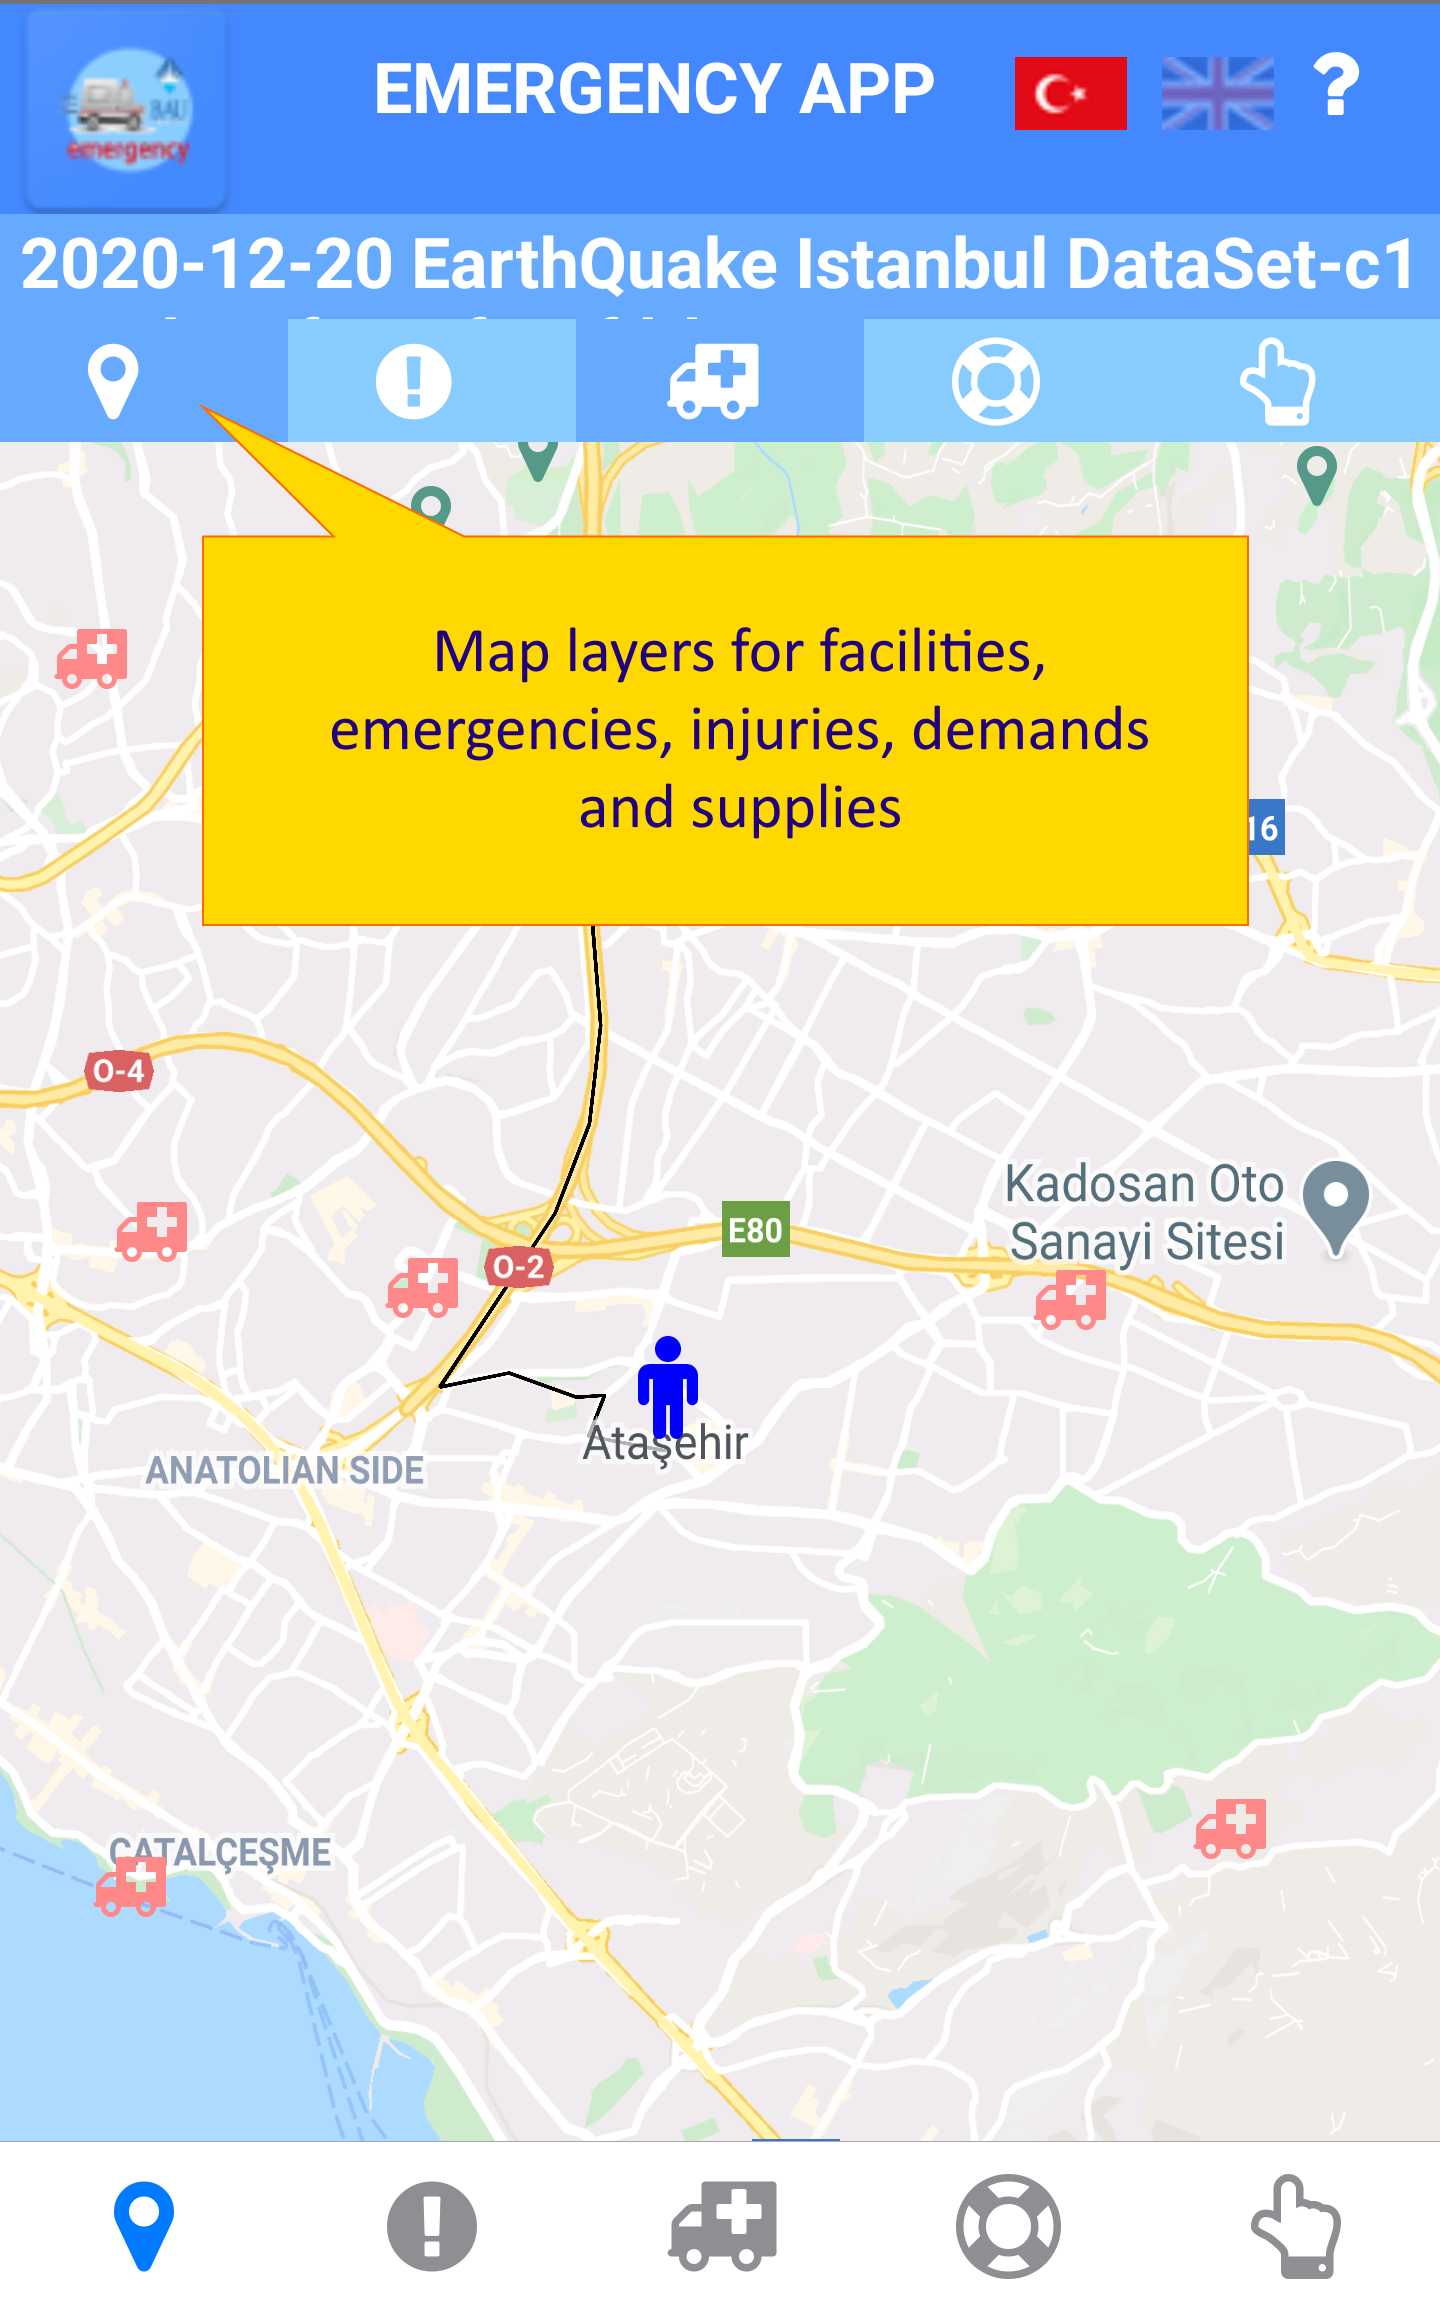 BAU
emergency
EMERGENCY APP
?
2020-12-20 EarthQuake Istanbul DataSet-c1
Map layers for facilities,
emergencies, injuries, demands
and supplies
16
O-4
Kadosan Oto
Sanayi Sitesi
E80
O-2
Ataşehir
ANATOLIAN SIDE
CATALÇEŞME